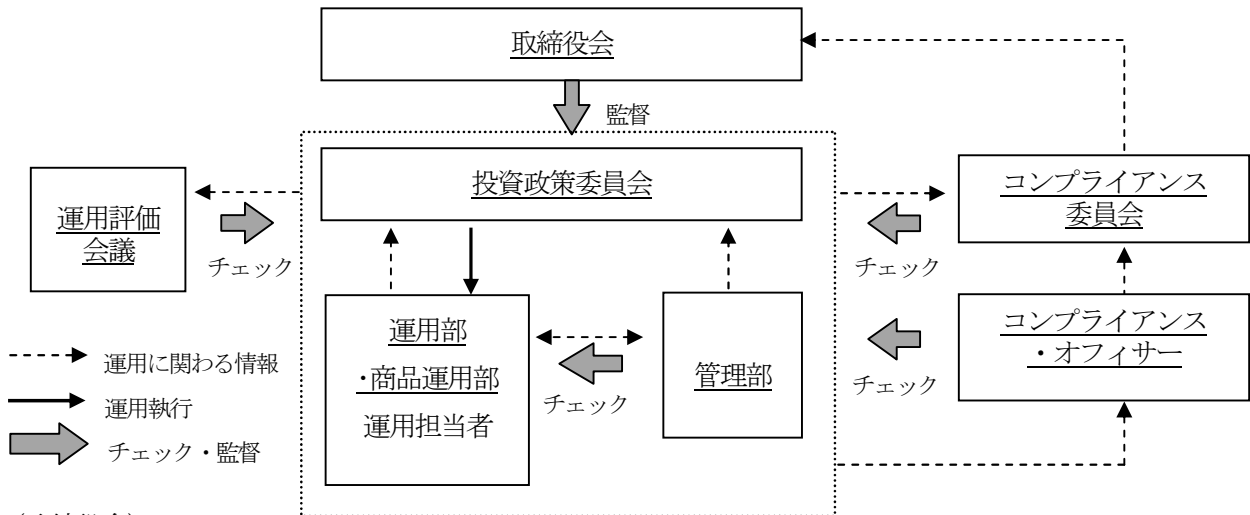 取締役会
監督
投資政策委員会
運用評価
会議
チェック
コンプライアンス
委員会
チェック
運用部
・商品運用部
運用担当者
チェック
管理部
コンプライアンス
・オフィサー
チェック
運用に関わる情報
運用執行
チェック・監督